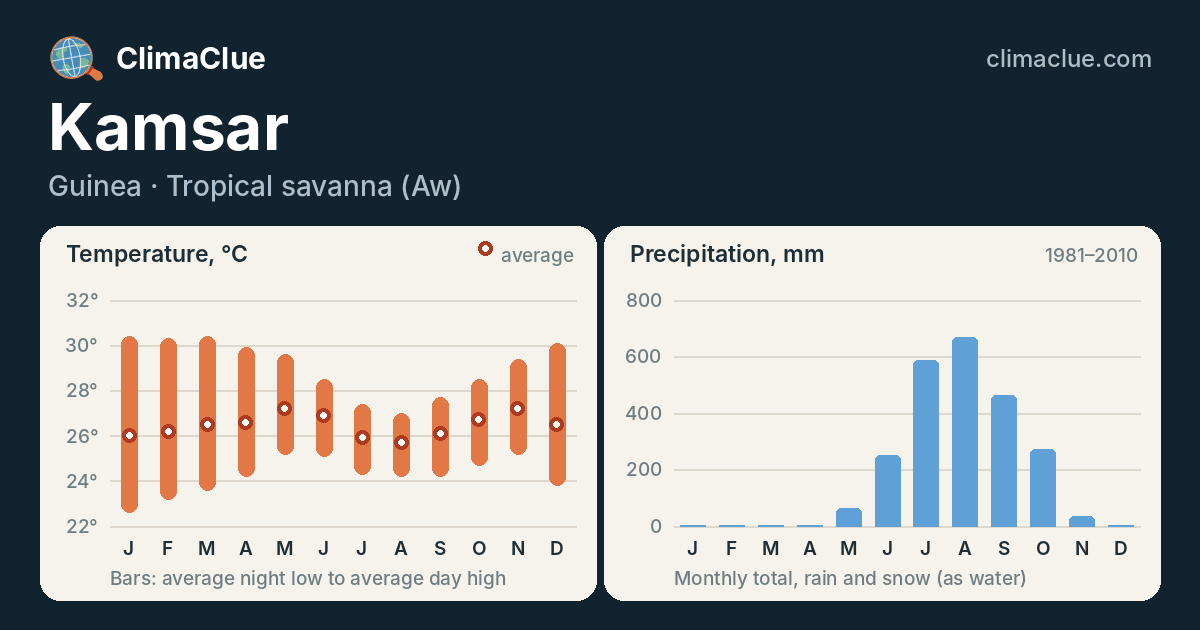 ClimaClue
climaclue.com
Kamsar
Guinea · Tropical savanna (Aw)
Temperature, °C
average
32°
30°
28°
26°
24°
22°
J F M A M J J A S O N D
Bars: average night low to average day high
Precipitation, mm
1981–2010
800
600
400
200
0
J F M A M J J A S O N D
Monthly total, rain and snow (as water)